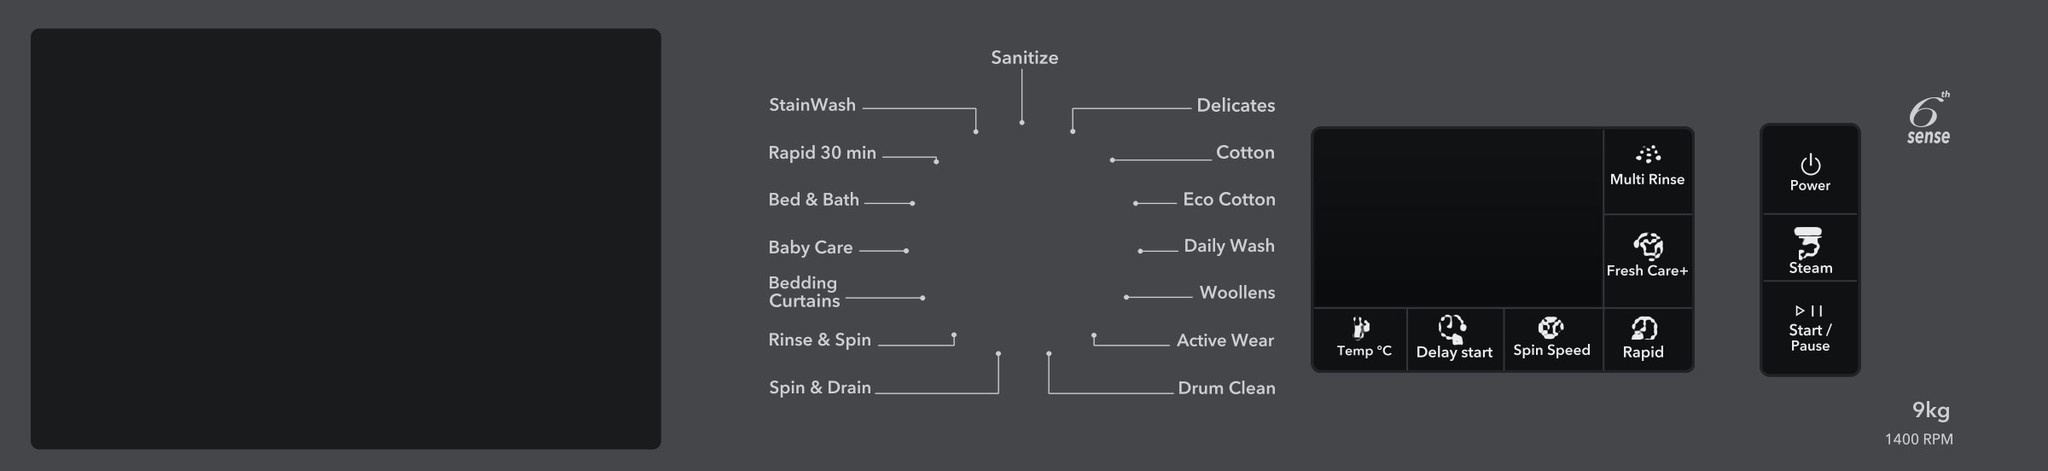 Sanitize
StainWash
Rapid 30 min
Bed & Bath
Baby Care
Bedding
Curtains
Rinse & Spin
Spin & Drain
Delicates
Cotton
Eco Cotton
Daily Wash
Woollens
Active Wear
Drum Clean
Multi Rinse
Fresh Care+
Temp °C
Delay start
Spin Speed
Rapid
Power
Steam
Start /
Pause
6th
sense
9kg
1400 RPM